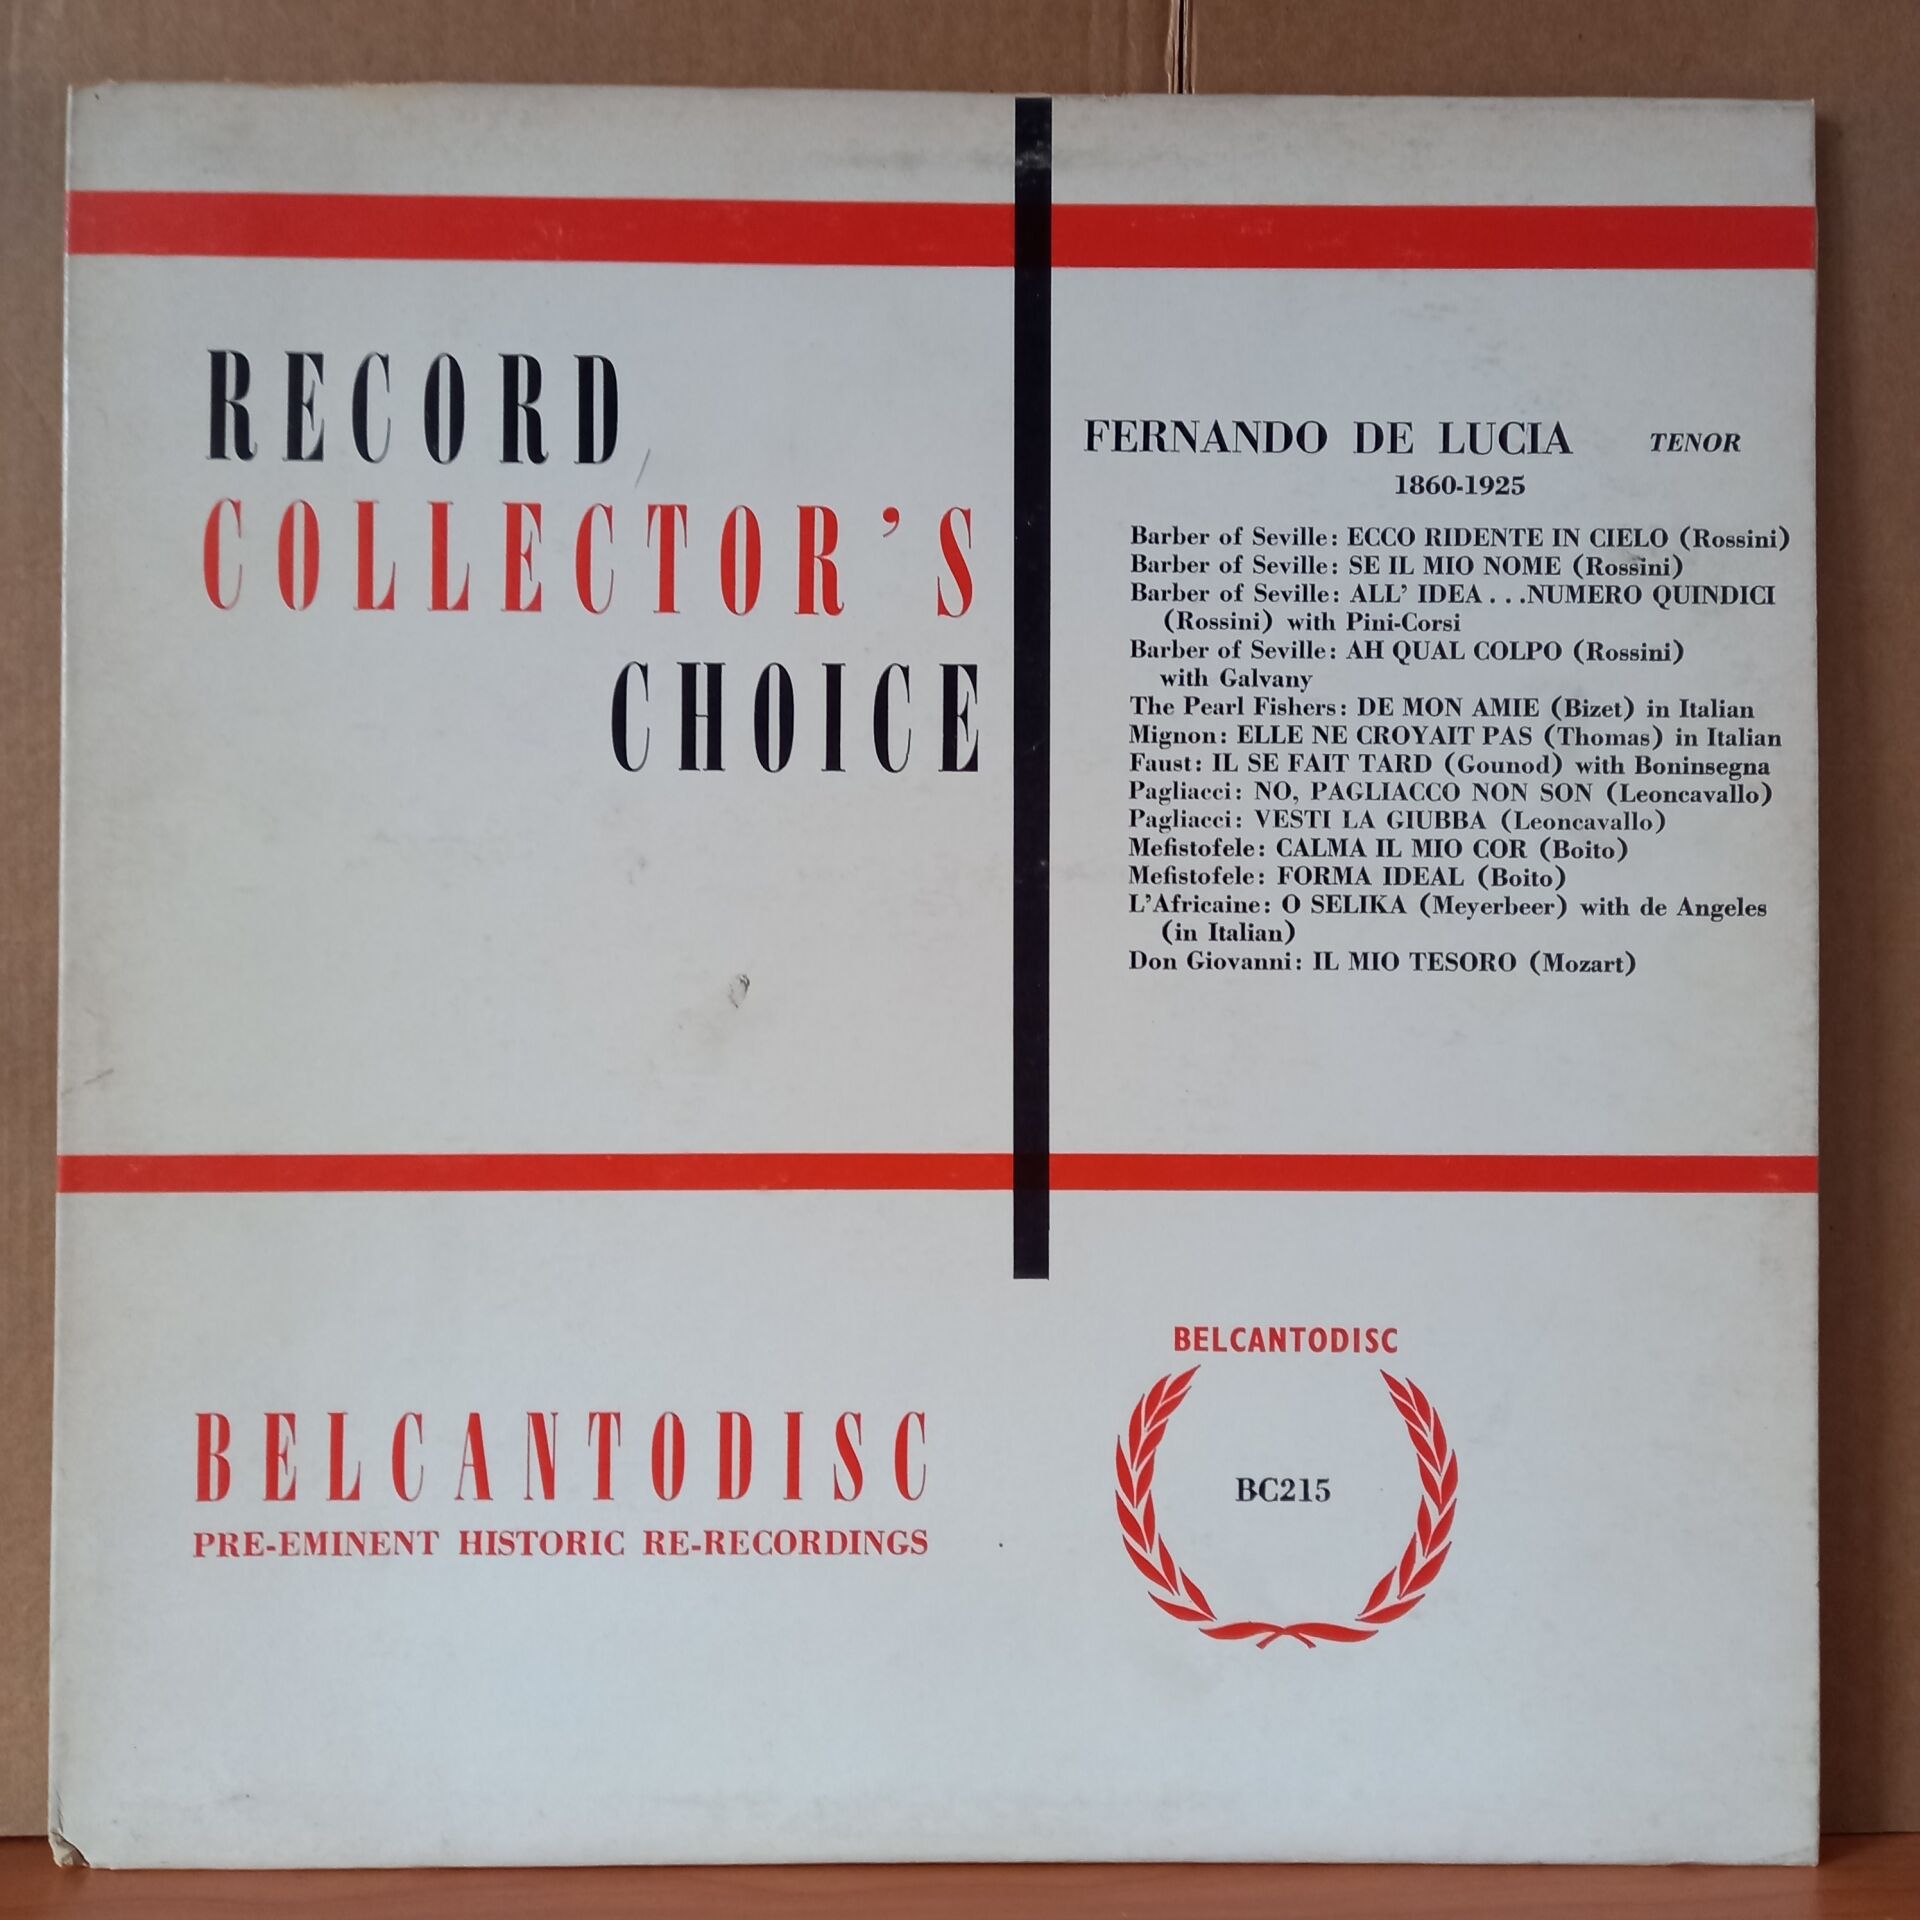 RECORD
COLLECTOR'S
CHOICE
FERNANDO DE LUCIA TENOR
1860-1925
Barber of Seville: ECCO RIDENTE IN CIELO (Rossini)
Barber of Seville: SE IL MIO NOME (Rossini)
Barber of Seville: ALL' IDEA...NUMERO QUINDICI
(Rossini) with Pini-Corsi
Barber of Seville: AH QUAL COLPO (Rossini)
with Galvany
The Pearl Fishers: DE MON AMIE (Bizet) in Italian
Mignon: ELLE NE CROYAIT PAS (Thomas) in Italian
Faust: IL SE FAIT TARD (Gounod) with Boninsegna
Pagliacci: NO, PAGLIACCO NON SON (Leoncavallo)
Pagliacci: VESTI LA GIUBBA (Leoncavallo)
Mefistofele: CALMA IL MIO COR (Boito)
Mefistofele: FORMA IDEAL (Boito)
L'Africaine: O SELIKA (Meyerbeer) with de Angeles
(in Italian)
Don Giovanni: IL MIO TESORO (Mozart)
BELCANTODISC
PRE-EMINENT HISTORIC RE-RECORDINGS
BELCANTODISC
BC215